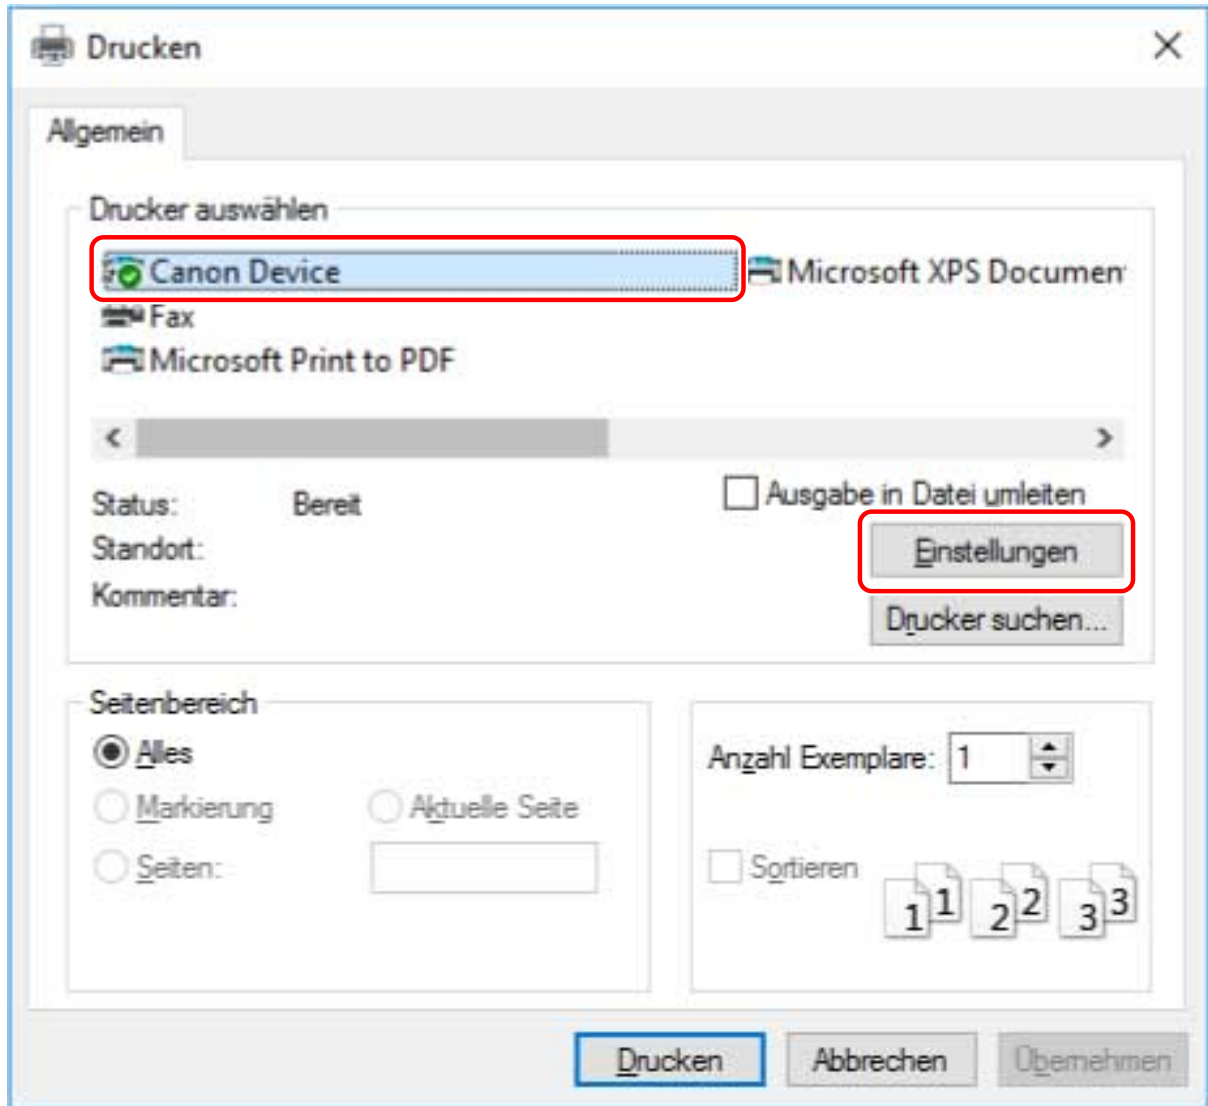 Drucken
Allgemein
Drucker auswählen
Canon Device
Microsoft XPS Documen
Fax
Microsoft Print to PDF
Status: Bereit
Ausgabe in Datei umleiten
Standort:
Einstellungen
Kommentar:
Drucker suchen...
Seitenbereich
Alles
Anzahl Exemplare: 1
Markierung Aktuelle Seite
Seiten:
Sortieren
1 1 2 2 3 3
Drucken Abbrechen Übernehmen